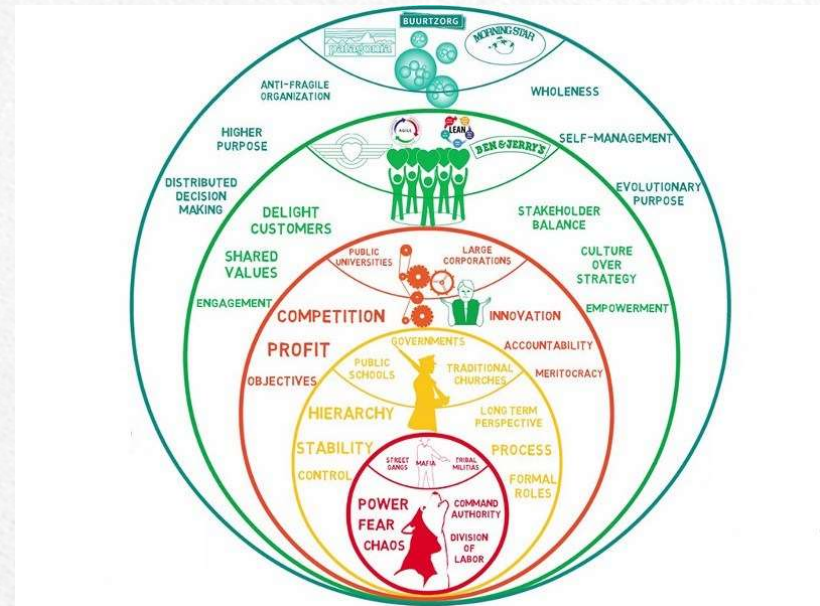 BUURTZORG
patagonia
MORNING STAR
ANTI-FRAGILE
ORGANIZATION
WHOLENESS
HIGHER
PURPOSE
SELF-MANAGEMENT
DISTRIBUTED
DECISION
MAKING
EVOLUTIONARY
PURPOSE
AGILE
LEAN
BEN & JERRY'S
DELIGHT
CUSTOMERS
STAKEHOLDER
BALANCE
SHARED
VALUES
CULTURE
OVER
STRATEGY
ENGAGEMENT
EMPOWERMENT
PUBLIC
UNIVERSITIES
LARGE
CORPORATIONS
COMPETITION
INNOVATION
PROFIT
ACCOUNTABILITY
OBJECTIVES
MERITOCRACY
GOVERNMENTS
PUBLIC
SCHOOLS
TRADITIONAL
CHURCHES
HIERARCHY
LONG TERM
PERSPECTIVE
STABILITY
PROCESS
CONTROL
FORMAL
ROLES
STREET
GANGS
MAFIA
TRIBAL
MILITIAS
POWER
FEAR
CHAOS
COMMAND
AUTHORITY
DIVISION
OF
LABOR